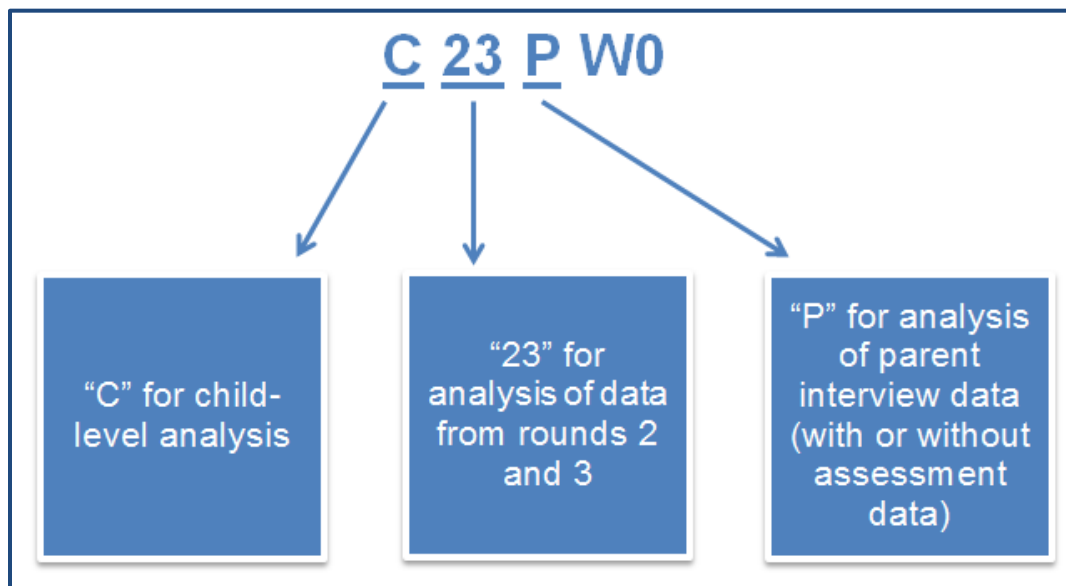 C 23 P W0
“C” for child-
level analysis
“23” for
analysis of data
from rounds 2
and 3
“P” for analysis
of parent
interview data
(with or without
assessment
data)